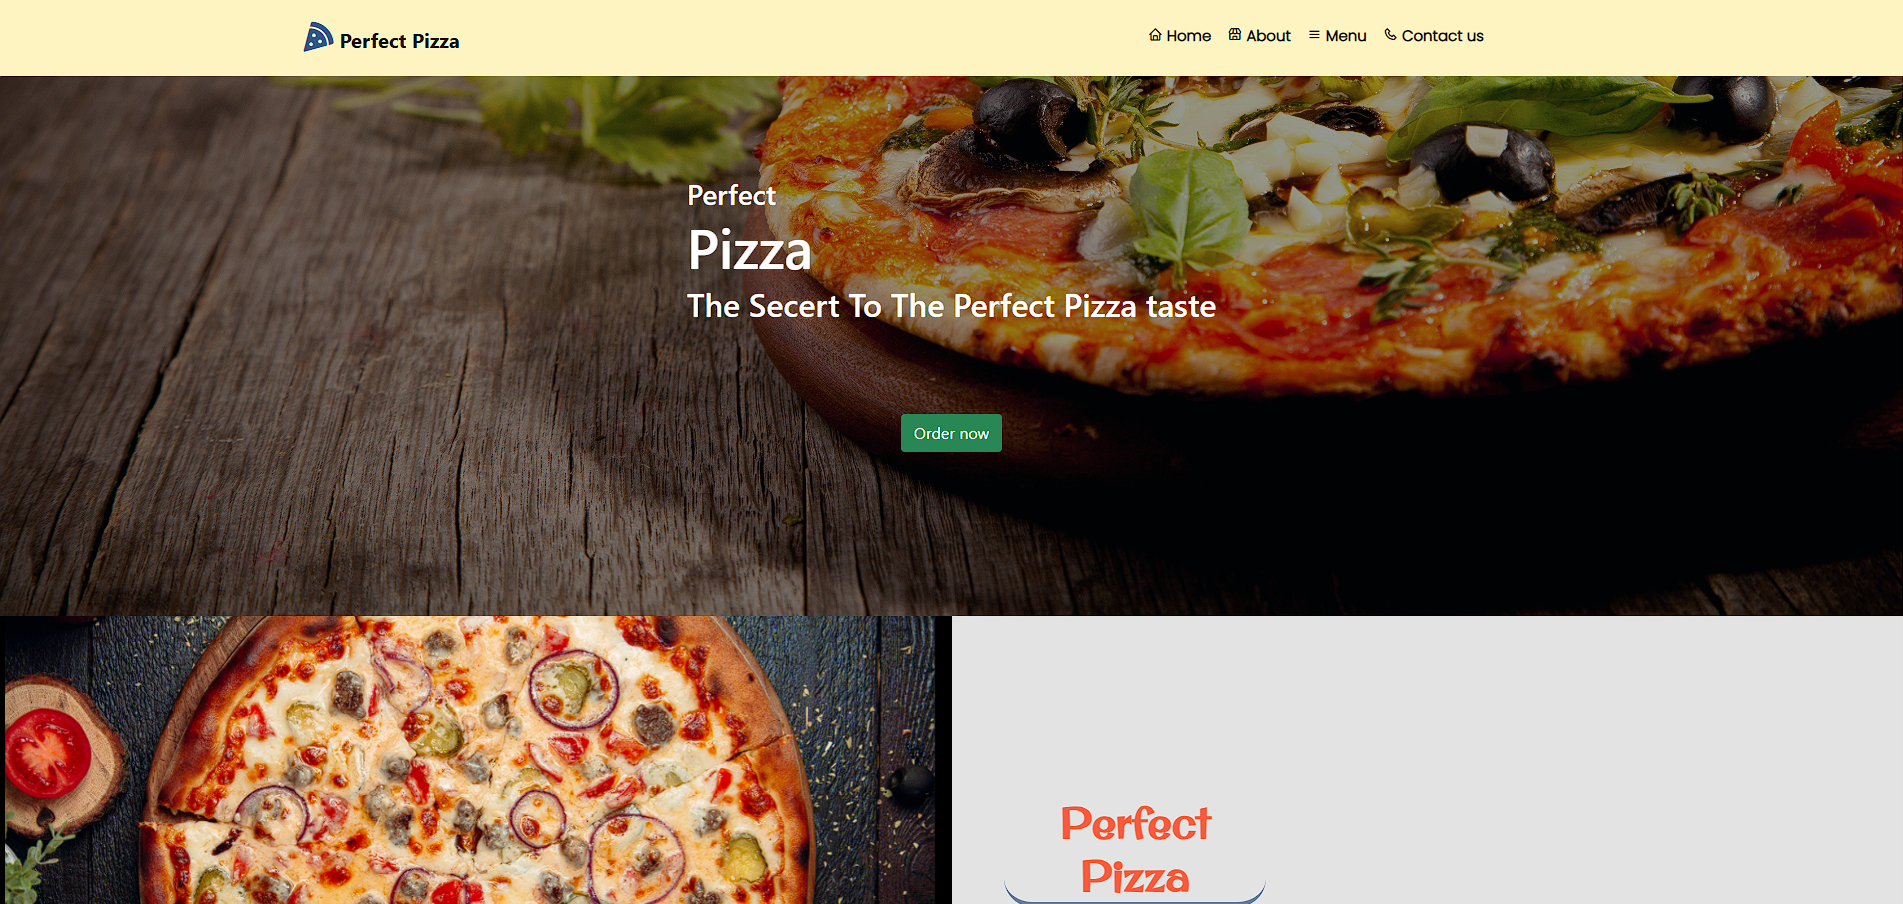 Perfect Pizza
Home About Menu Contact us
Perfect
Pizza
The Secert To The Perfect Pizza taste
Order now
Perfect
Pizza